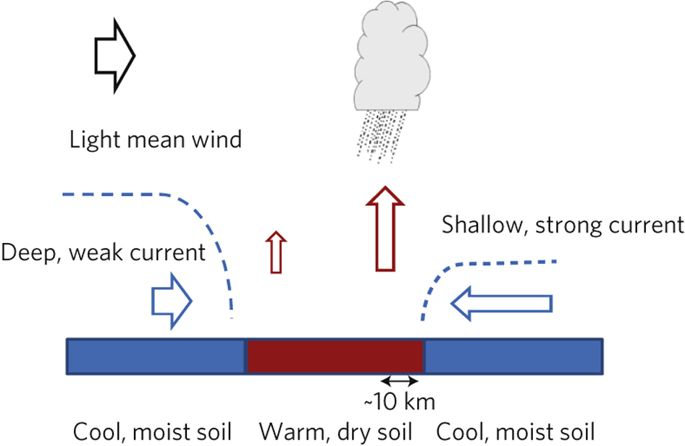 Light mean wind
Deep, weak current
Shallow, strong current
~10 km
Cool, moist soil
Warm, dry soil
Cool, moist soil